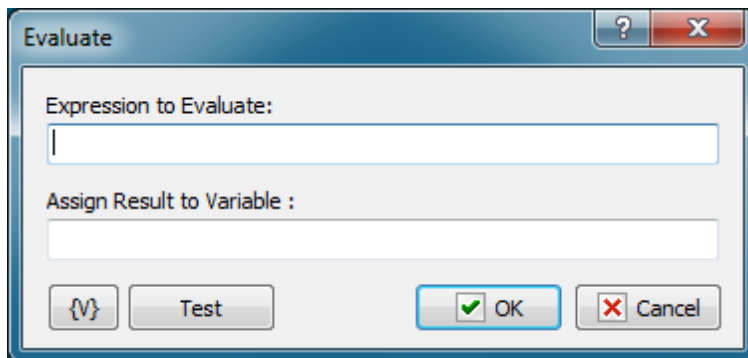 Evaluate ?
Expression to Evaluate:
Assign Result to Variable :
{V} Test OK Cancel